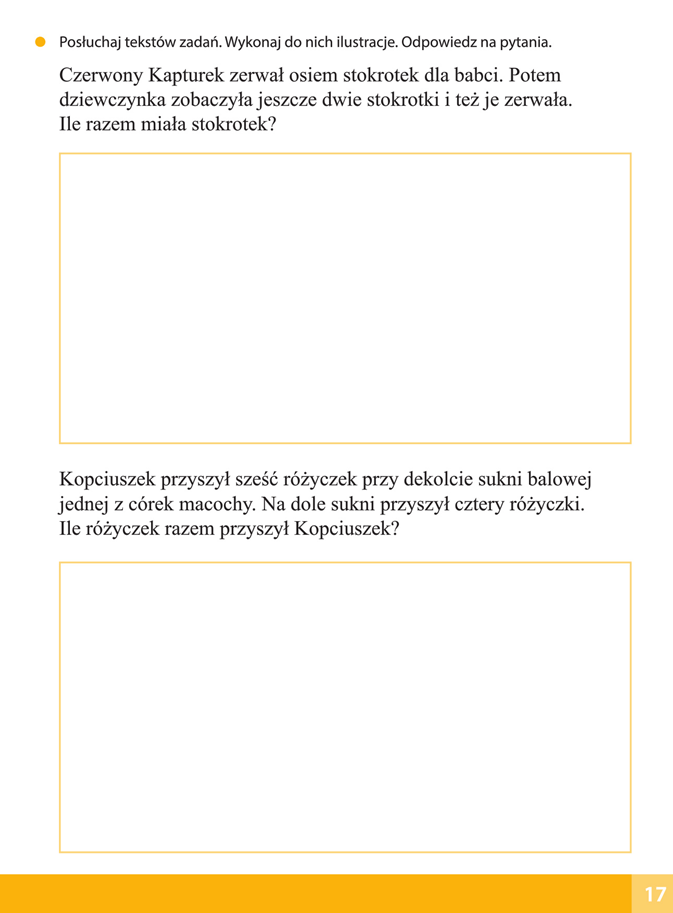 Posłuchaj tekstów zadań. Wykonaj do nich ilustracje. Odpowiedz na pytania.
Czerwony Kapturek zerwał osiem stokrotek dla babci. Potem
dziewczynka zobaczyła jeszcze dwie stokrotki i też je zerwała.
Ile razem miała stokrotek?
Kopciuszek przyszył sześć różyczek przy dekolcie sukni balowej
jednej z córek macochy. Na dole sukni przyszył cztery różyczki.
Ile różyczek razem przyszył Kopciuszek?
17